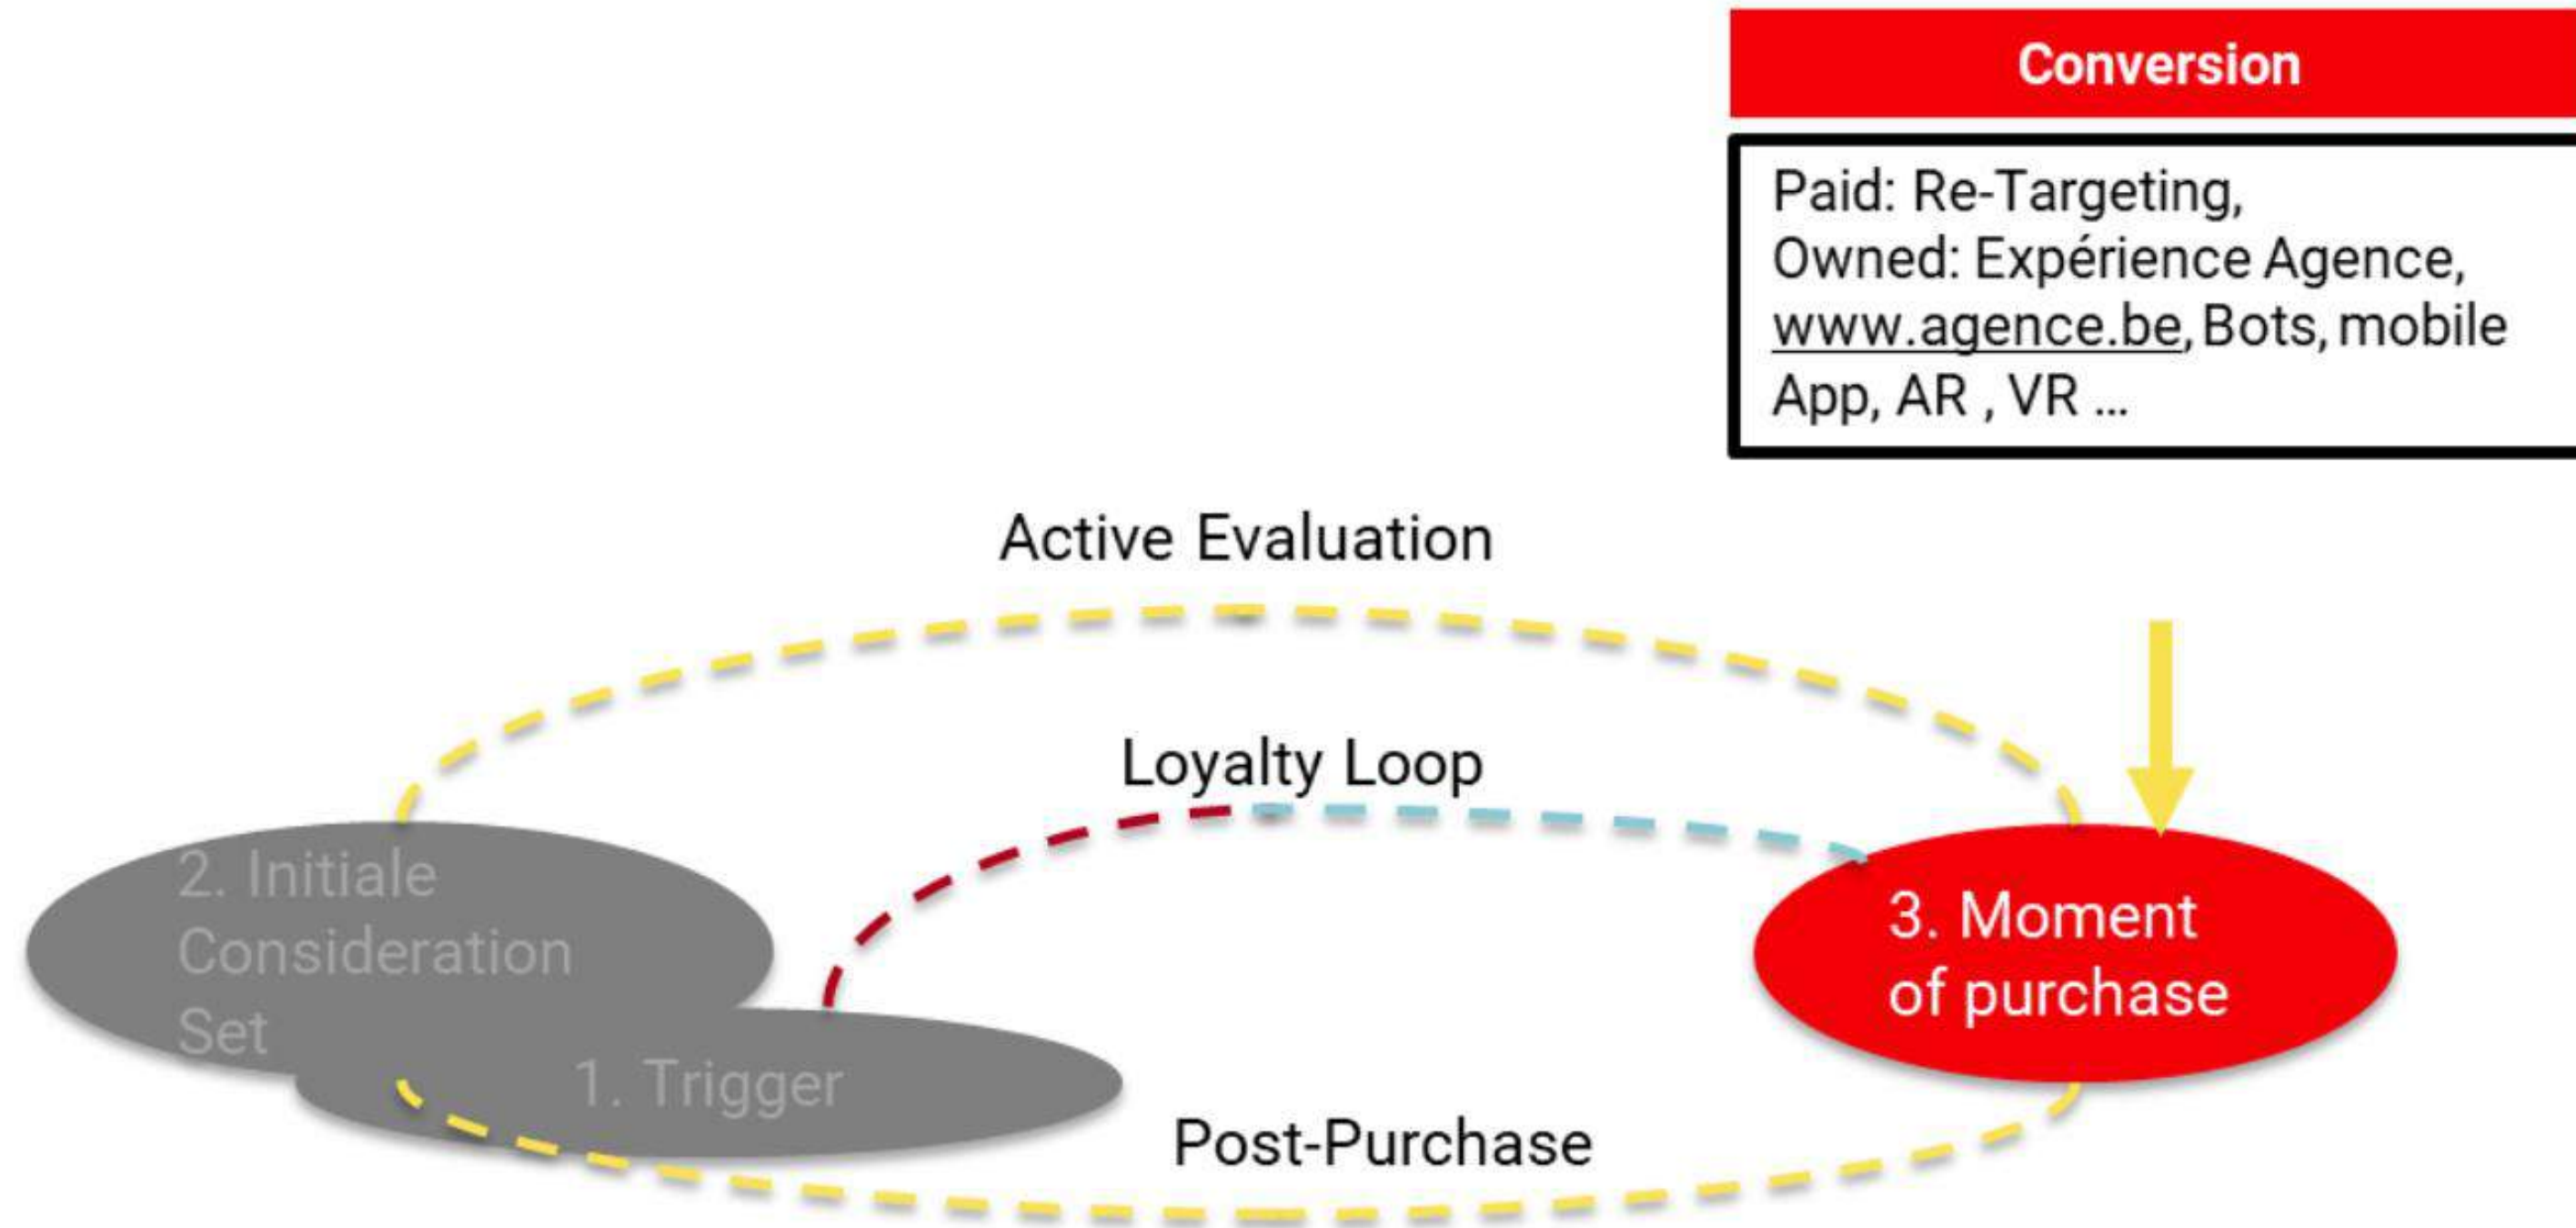 Conversion
Paid: Re-Targeting,
Owned: Expérience Agence,
www.agence.be, Bots, mobile
App, AR , VR ...
Active Evaluation
Loyalty Loop
2. Initiale
Consideration
Set
1. Trigger
3. Moment
of purchase
Post-Purchase